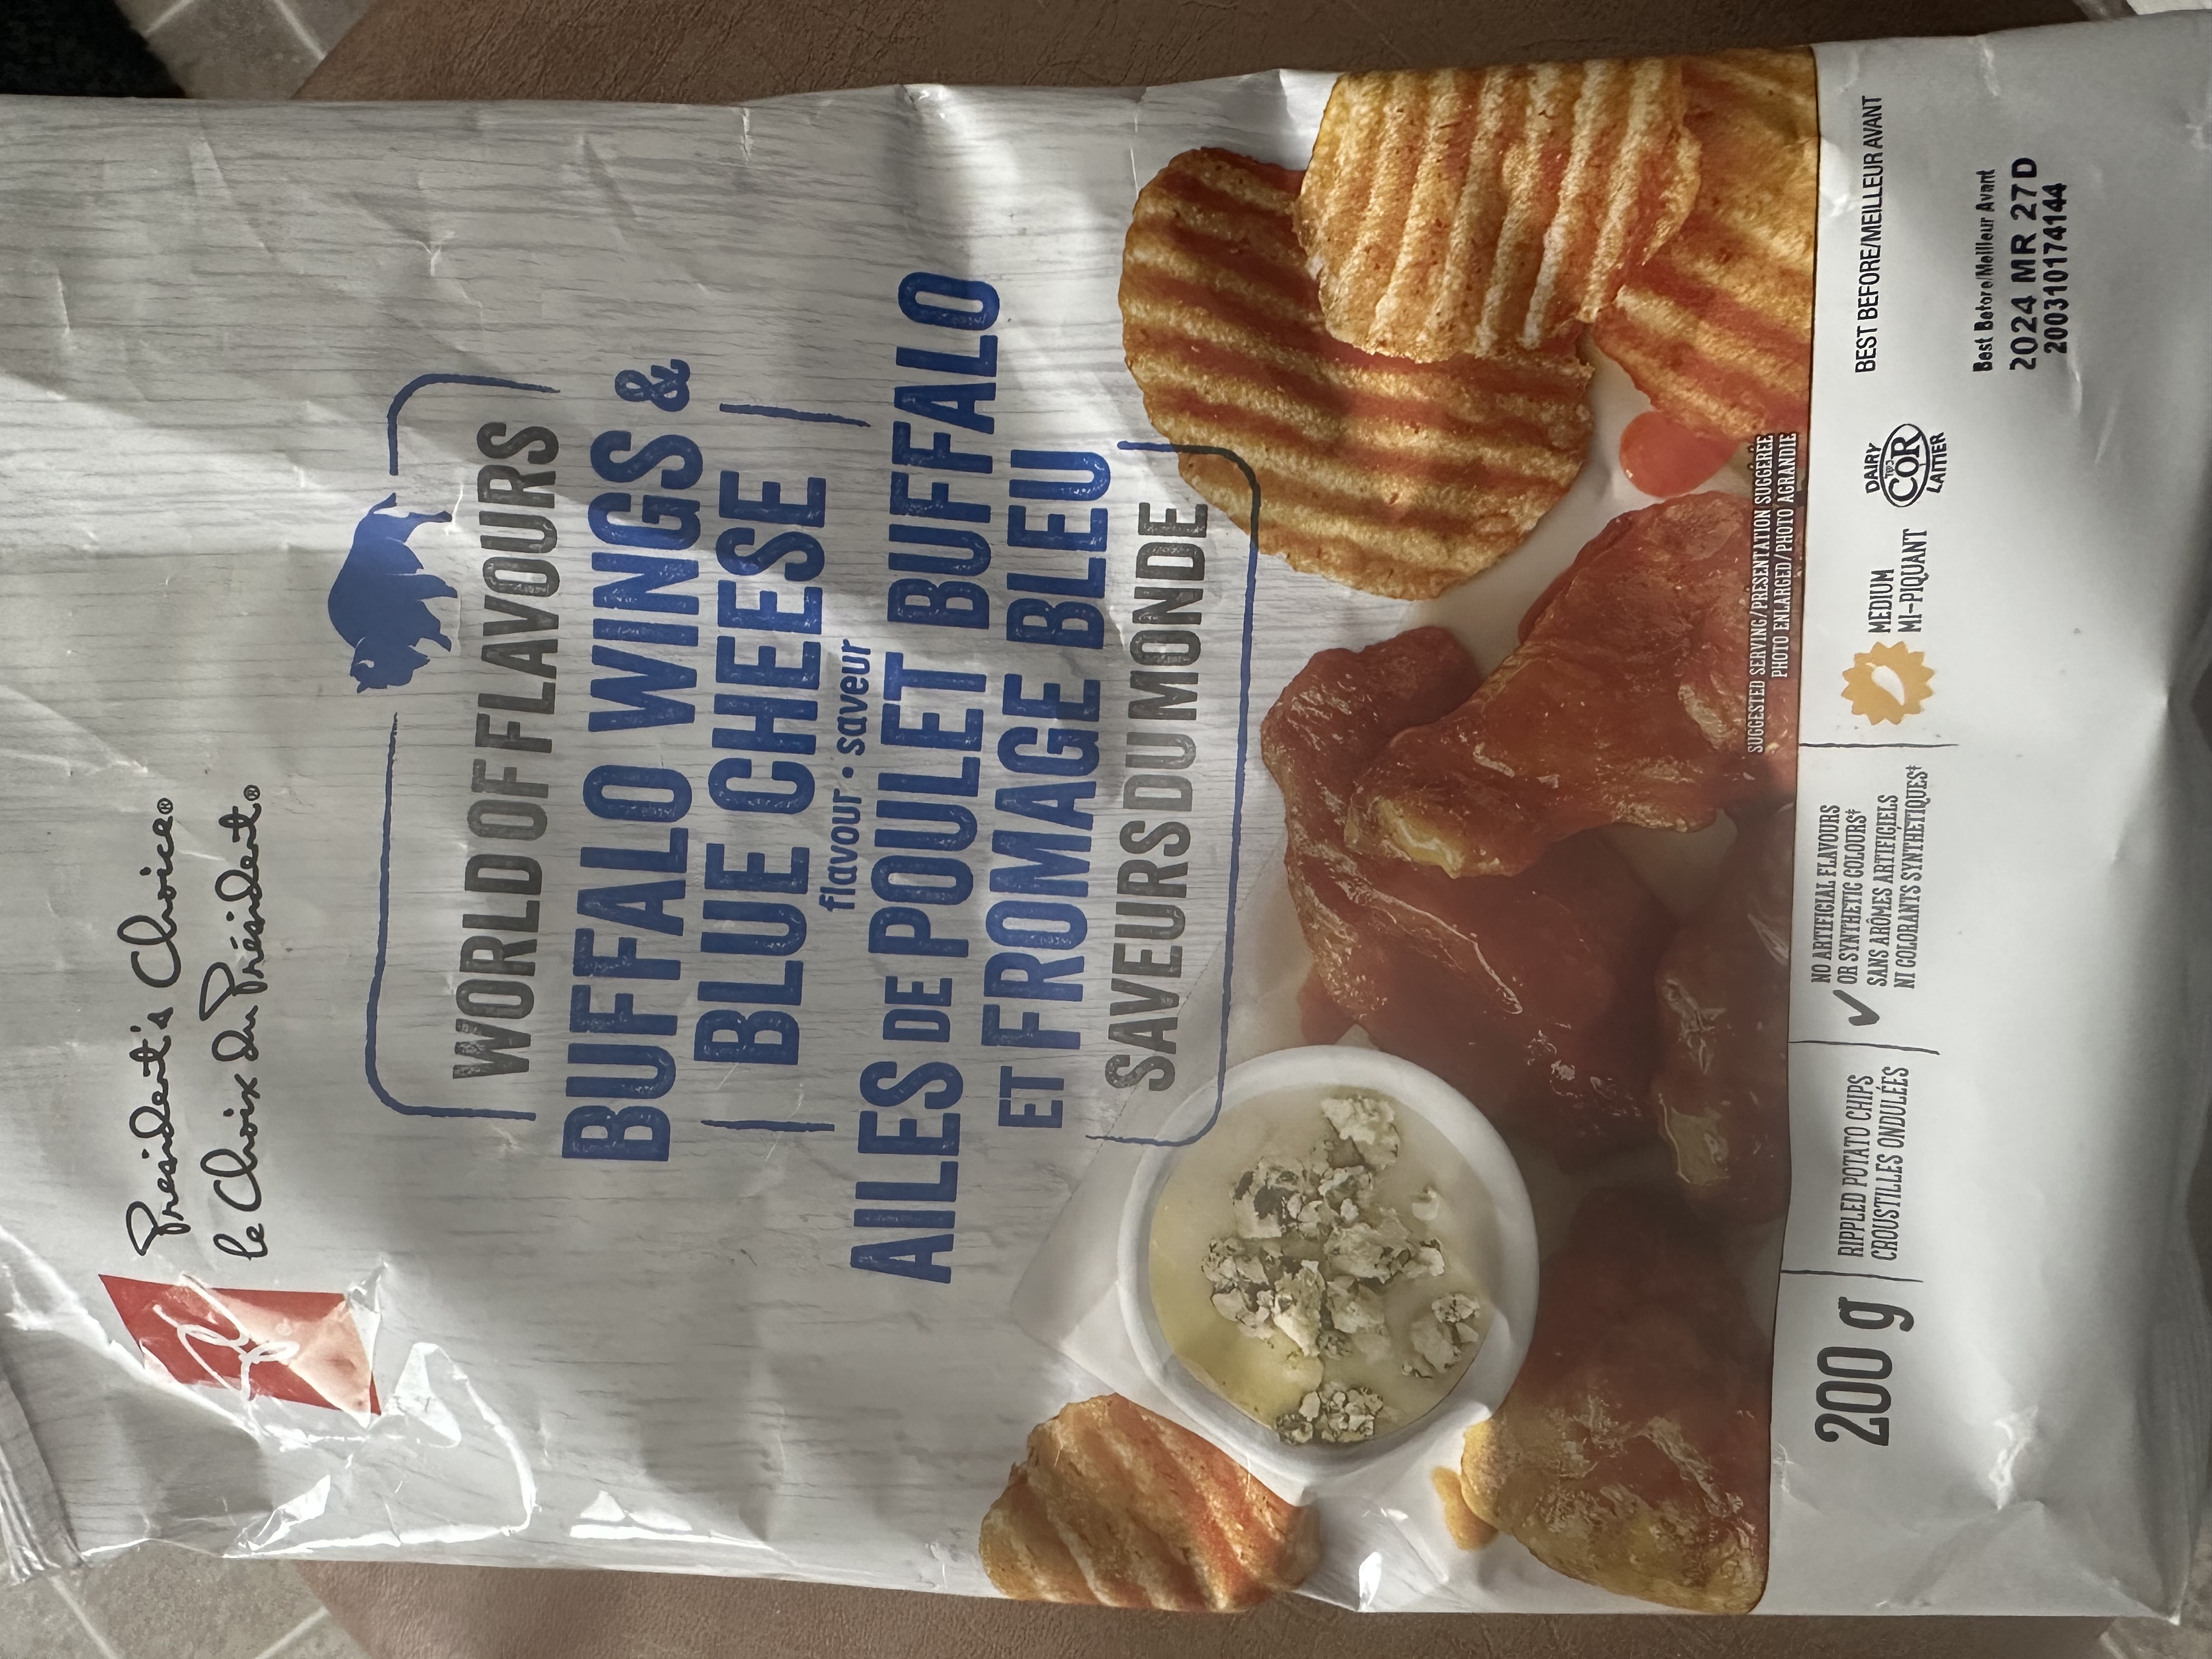 President's Choice®
le Choix du Président®
WORLD OF FLAVOURS
BUFFALO WINGS &
BLUE CHEESE
flavour • saveur
AILES DE POULET BUFFALO
ET FROMAGE BLEU
SAVEURS DU MONDE
SUGGESTED SERVING/PRÉSENTATION SUGGÉRÉE
PHOTO ENLARGED/PHOTO AGRANDIE
200 g
RIPPLED POTATO CHIPS
CROUSTILLES ONDULÉES
✓ NO ARTIFICIAL FLAVOURS
OR SYNTHETIC COLOURS‡
SANS ARÔMES ARTIFICIELS
NI COLORANTS SYNTHÉTIQUES‡
MEDIUM
MI-PIQUANT
DAIRY
כשר
COR
LAITIER
BEST BEFORE/MEILLEUR AVANT
Best Before/Meilleur Avant
2024 MR 27D
200310174144